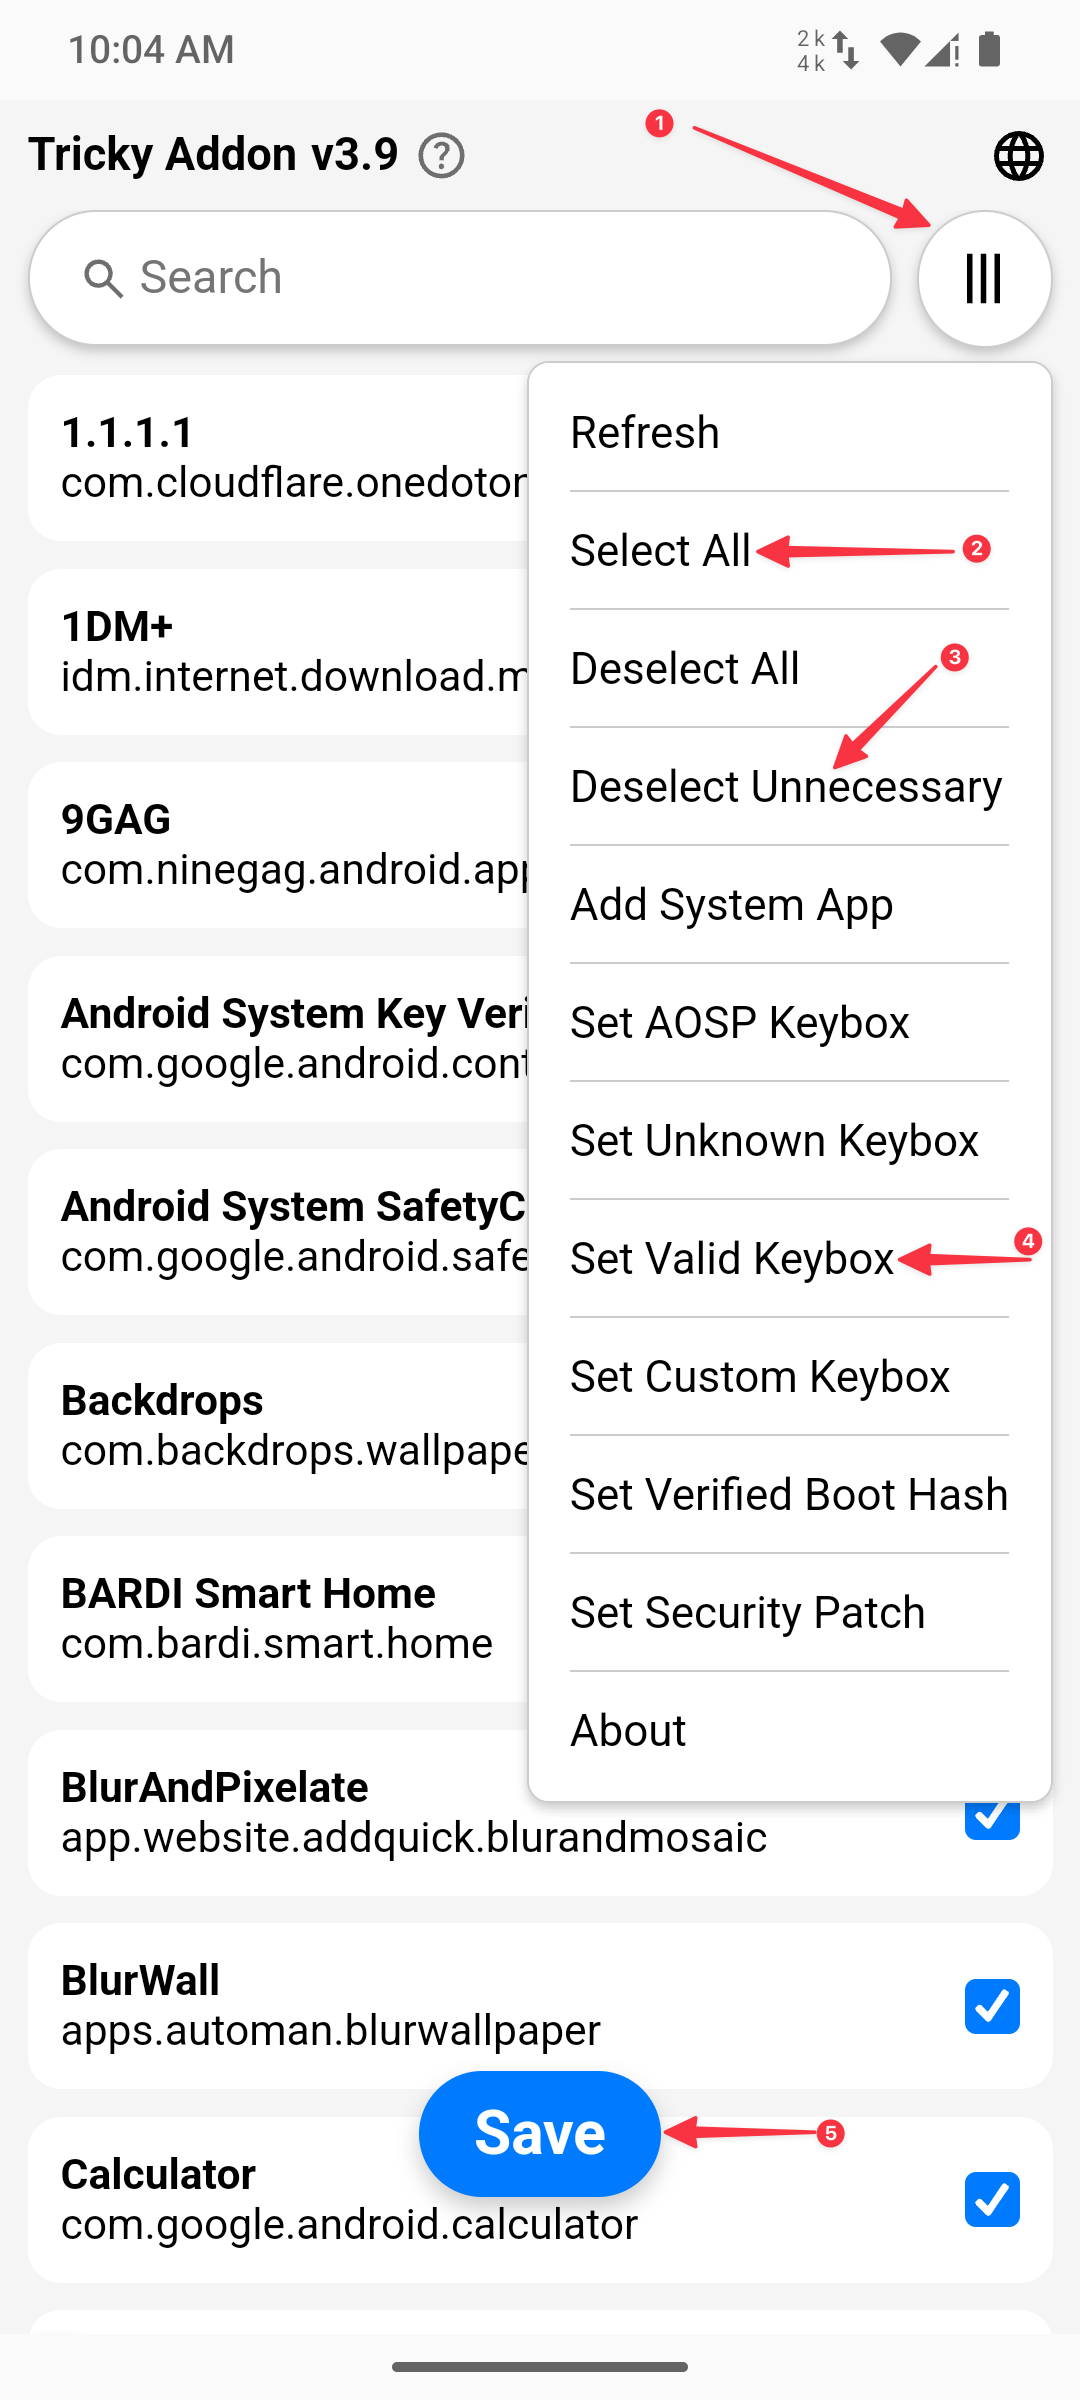 10:04 AM
2 k
4 k
Tricky Addon v3.9 ?
1
Search
1.1.1.1
com.cloudflare.onedoton
1DM+
idm.internet.download.m
9GAG
com.ninegag.android.app
Android System Key Veri
com.google.android.cont
Android System SafetyC
com.google.android.safe
Backdrops
com.backdrops.wallpape
BARDI Smart Home
com.bardi.smart.home
BlurAndPixelate
app.website.addquick.blurandmosaic
BlurWall
apps.automan.blurwallpaper
Calculator
com.google.android.calculator
Refresh
Select All
2
Deselect All
3
Deselect Unnecessary
Add System App
Set AOSP Keybox
Set Unknown Keybox
Set Valid Keybox
4
Set Custom Keybox
Set Verified Boot Hash
Set Security Patch
About
Save
5